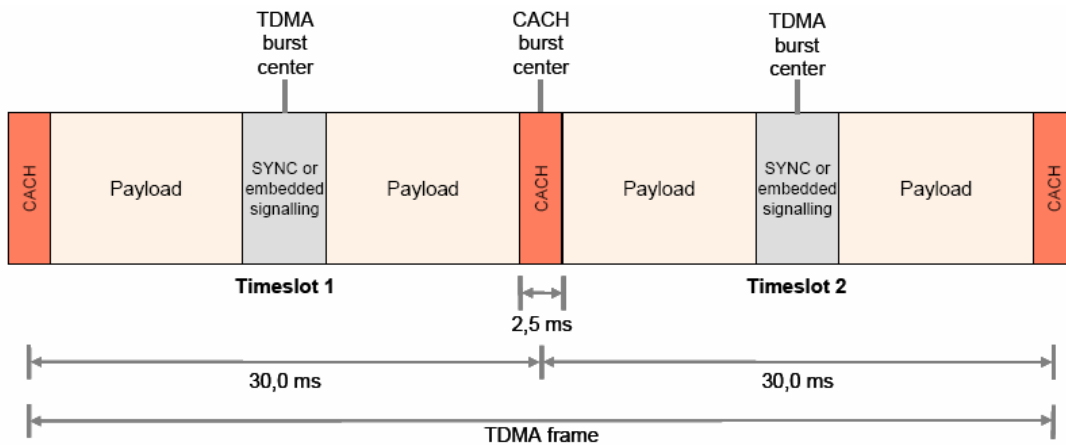 TDMA
burst
center
CACH
burst
center
TDMA
burst
center
CACH
Payload
SYNC or
embedded
signalling
Payload
CACH
Payload
SYNC or
embedded
signalling
Payload
CACH
Timeslot 1
Timeslot 2
2,5 ms
30,0 ms
30,0 ms
TDMA frame